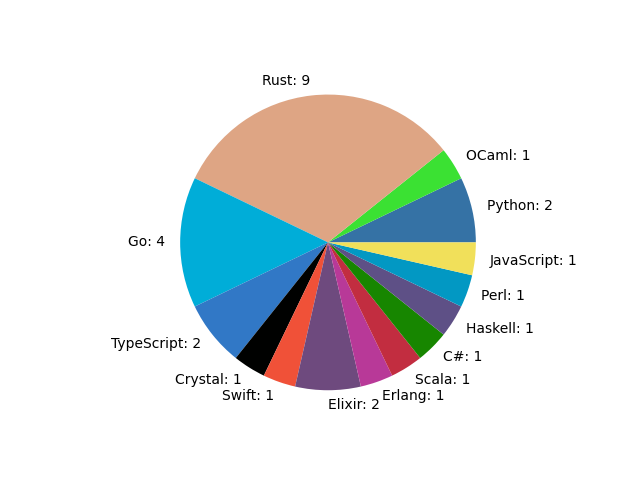 Rust: 9
OCaml: 1
Python: 2
Go: 4
JavaScript: 1
Perl: 1
Haskell: 1
TypeScript: 2
C#: 1
Crystal: 1
Scala: 1
Swift: 1
Erlang: 1
Elixir: 2